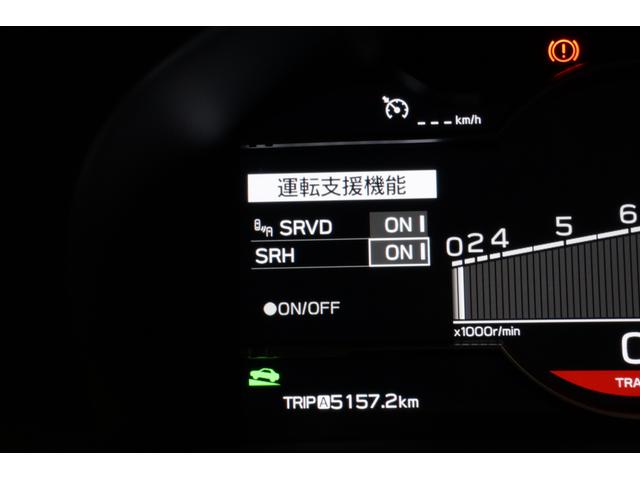 --- km/h
運転支援機能
SRVD ON
SRH ON
0 2 4 5 6
●ON/OFF
x1000r/min
TRIP A 5157.2km
TRA